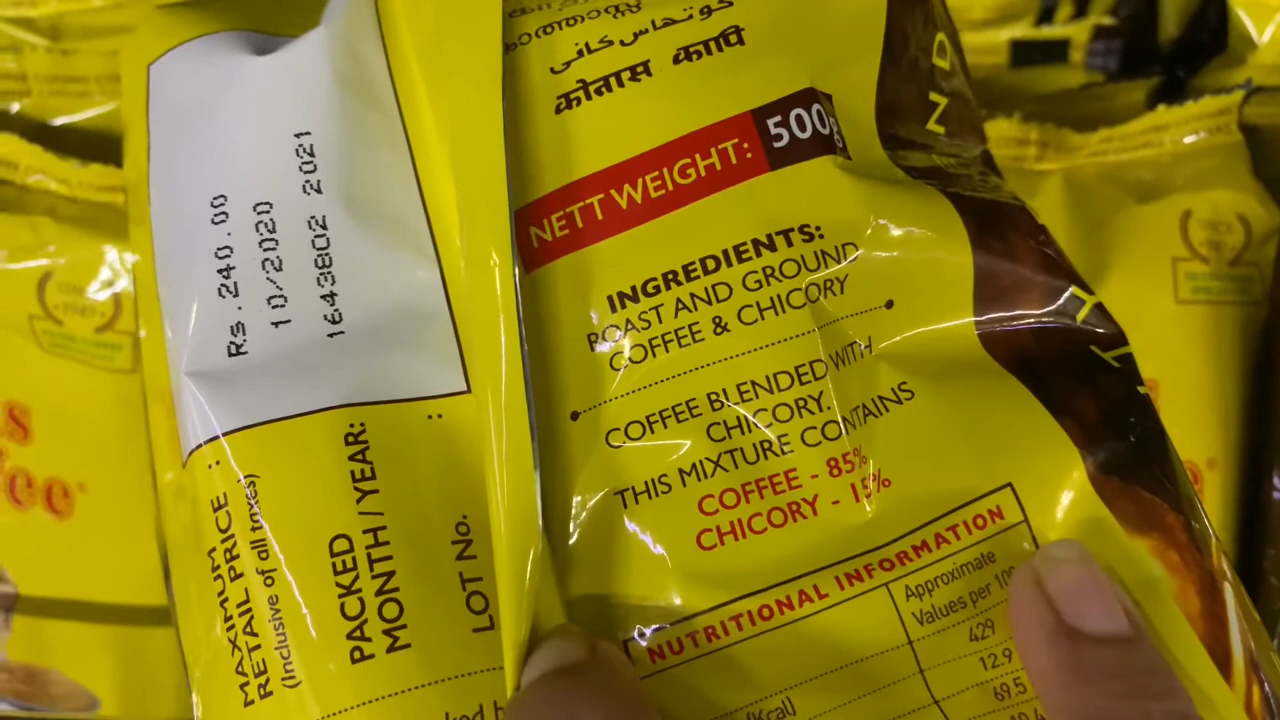 Rs.240.00
10/2020
1643802 2021
MAXIMUM :
RETAIL PRICE
(Inclusive of all taxes)
PACKED
MONTH / YEAR:
LOT No. :
कोतास कापि
NETT WEIGHT: 500g
INGREDIENTS:
ROAST AND GROUND
COFFEE & CHICORY
COFFEE BLENDED WITH
CHICORY.
THIS MIXTURE CONTAINS
COFFEE - 85%
CHICORY - 15%
NUTRITIONAL INFORMATION
Approximate
Values per
429
12.9
69.5